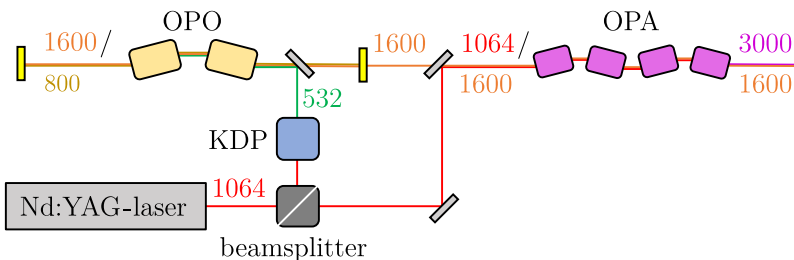 OPO
OPA
1600/
800
1600
1064/
1600
3000
1600
532
KDP
1064
Nd:YAG-laser
beamsplitter